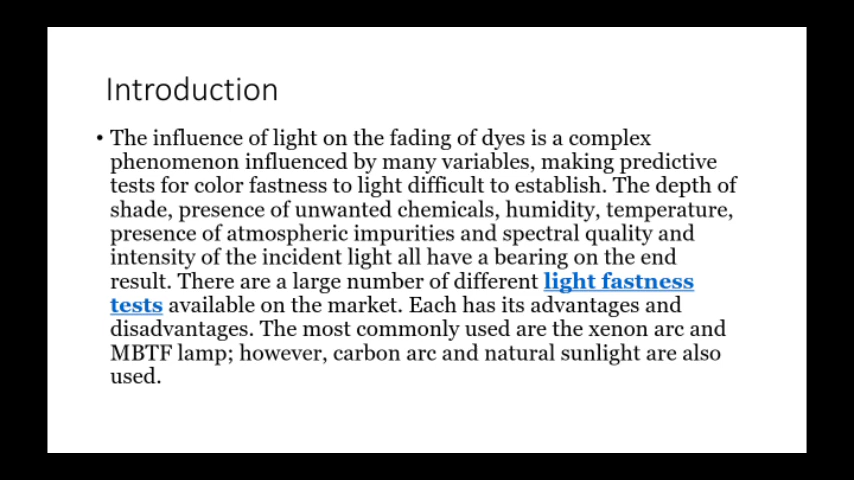 Introduction
• The influence of light on the fading of dyes is a complex
phenomenon influenced by many variables, making predictive
tests for color fastness to light difficult to establish. The depth of
shade, presence of unwanted chemicals, humidity, temperature,
presence of atmospheric impurities and spectral quality and
intensity of the incident light all have a bearing on the end
result. There are a large number of different light fastness
tests available on the market. Each has its advantages and
disadvantages. The most commonly used are the xenon arc and
MBTF lamp; however, carbon arc and natural sunlight are also
used.